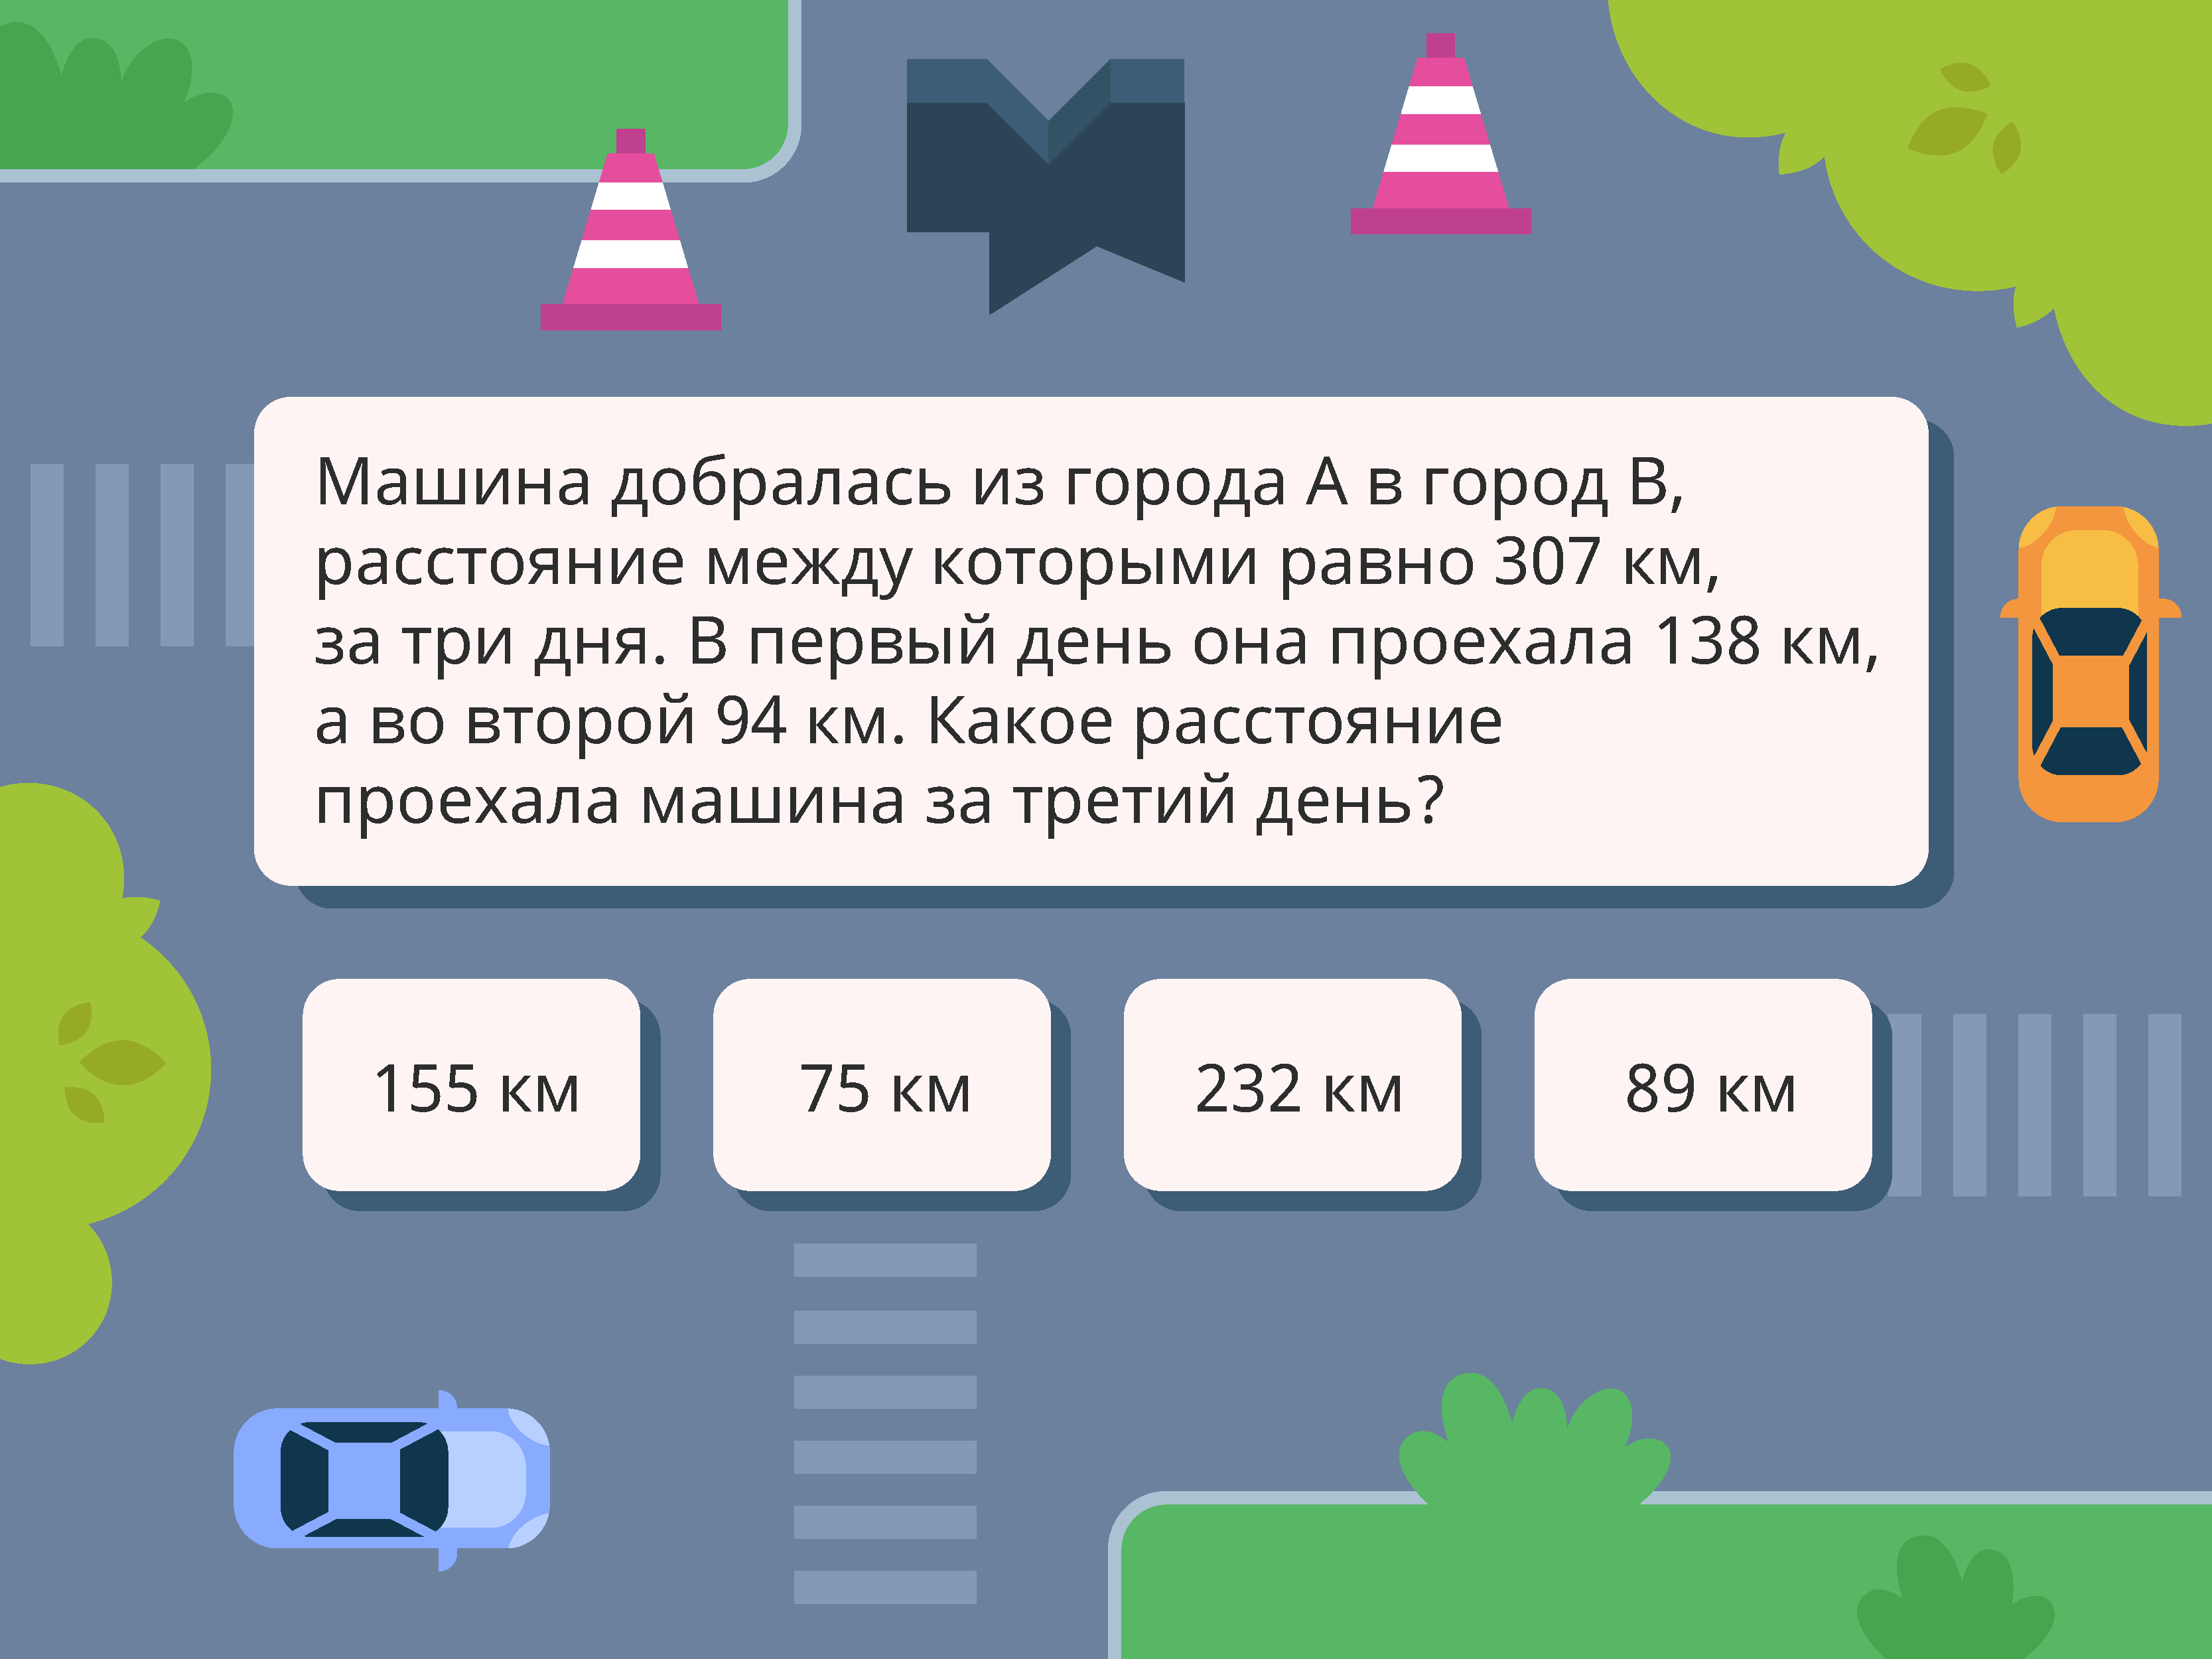 Машина добралась из города А в город В,
расстояние между которыми равно 307 км,
за три дня. В первый день она проехала 138 км,
а во второй 94 км. Какое расстояние
проехала машина за третий день?
155 км
75 км
232 км
89 км